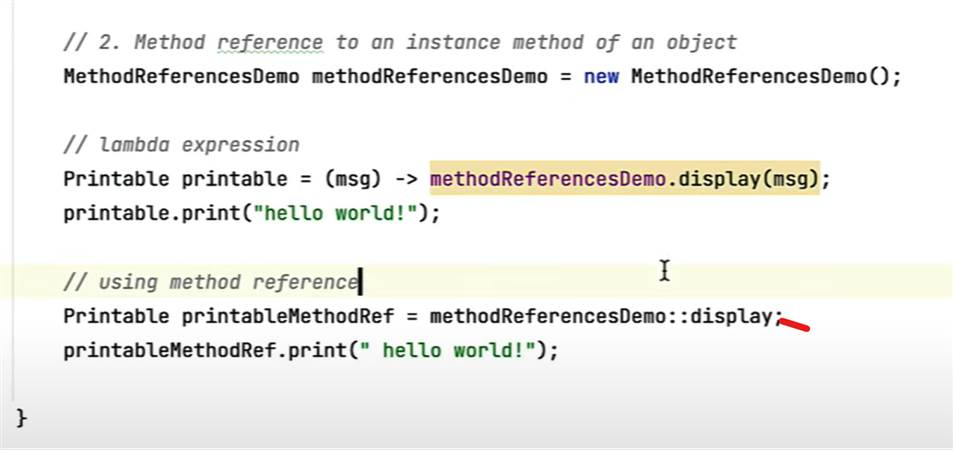 // 2. Method reference to an instance method of an object
MethodReferencesDemo methodReferencesDemo = new MethodReferencesDemo();
// lambda expression
Printable printable = (msg) -> methodReferencesDemo.display(msg);
printable.print("hello world!");
// using method reference
Printable printableMethodRef = methodReferencesDemo::display;
printableMethodRef.print(" hello world!");
}